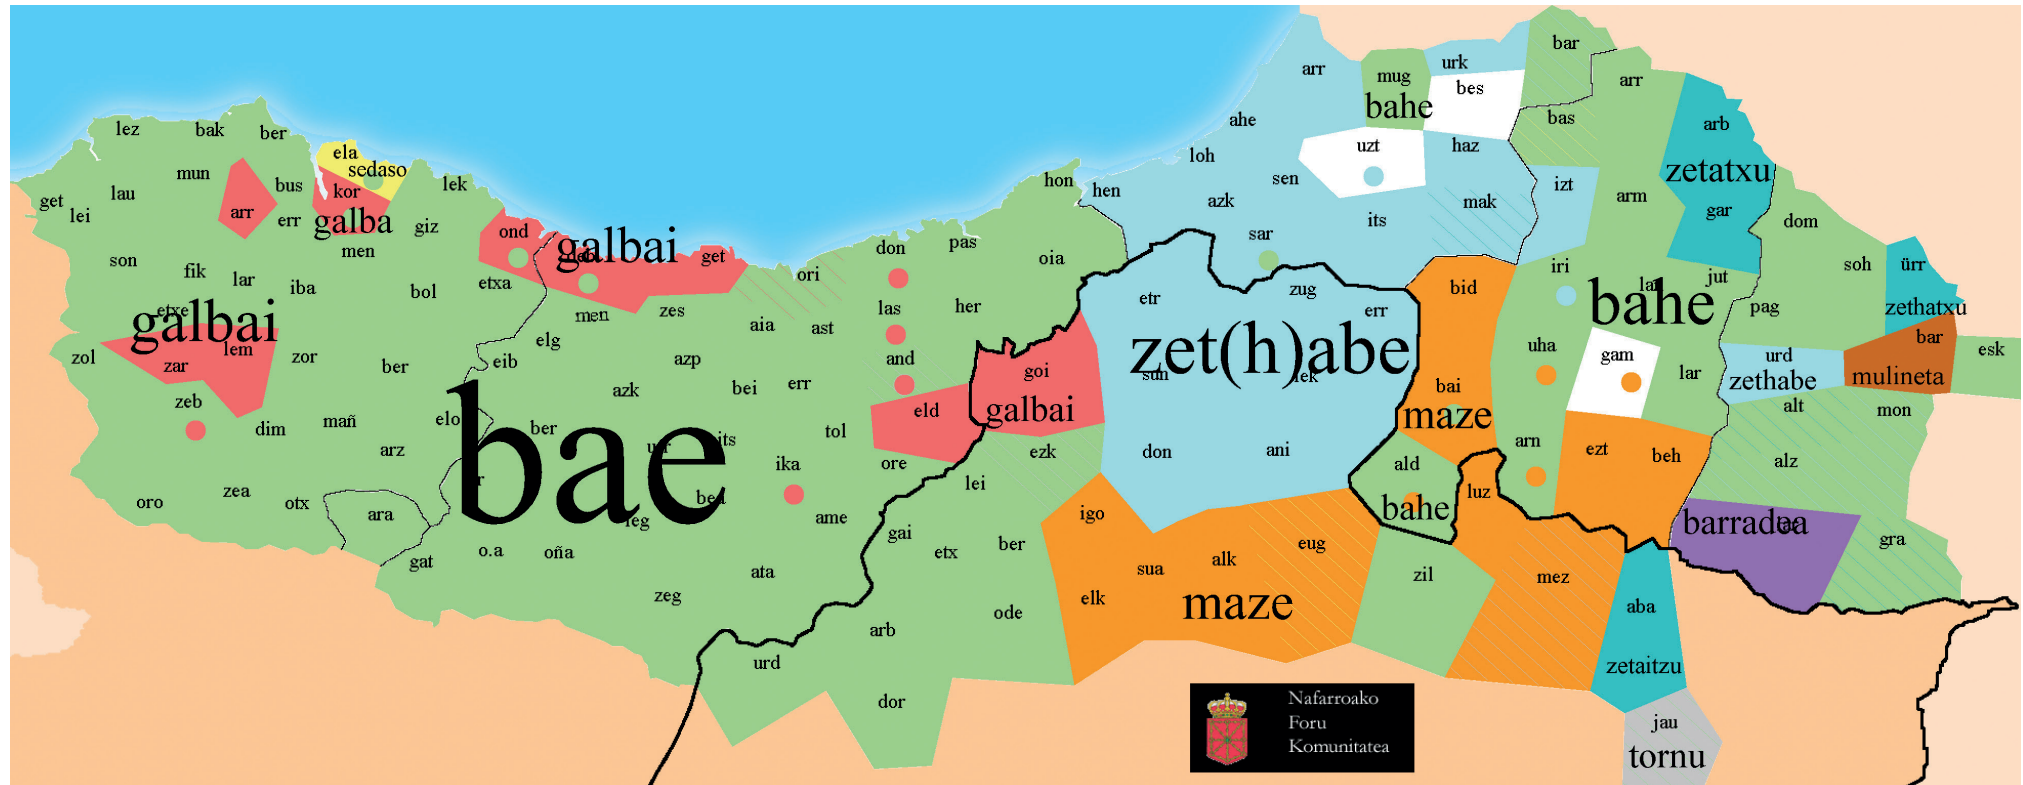 bar
arr
mug
urk
bes
arr
bahe
lez
bak
ber
ahe
bas
arb
ela
sedaso
loh
uzt
haz
zetatxu
mun
bus
kor
lek
hon
hen
sen
izt
get
lau
lei
arr
err
galba
giz
azk
its
mak
arm
gar
dom
men
ond
galbai
get
don
pas
oia
sar
son
fik
lar
iba
bol
etxa
ori
iri
jut
soh
ürr
etxe
galbai
men
zes
las
her
etr
zug
err
bid
bahe
pag
zethatxu
zol
zar
lem
zor
ber
eib
elg
aia
ast
azp
and
goi
zet(h)abe
uha
gam
lar
urd
zethabe
bar
mulineta
esk
zeb
dim
mañ
elo
azk
bei
err
eld
galbai
bai
maze
alt
mon
arz
ber
bae
its
tol
ika
ore
ezk
don
ani
ald
arn
ezt
beh
alz
oro
zea
otx
ara
lei
luz
bahe
barradea
gat
o.a
oña
ame
gai
etx
ber
igo
sua
alk
eug
zil
mez
gra
zeg
ata
arb
ode
elk
maze
aba
zetaitzu
urd
dor
jau
tornu
Nafarroako
Foru
Komunitatea